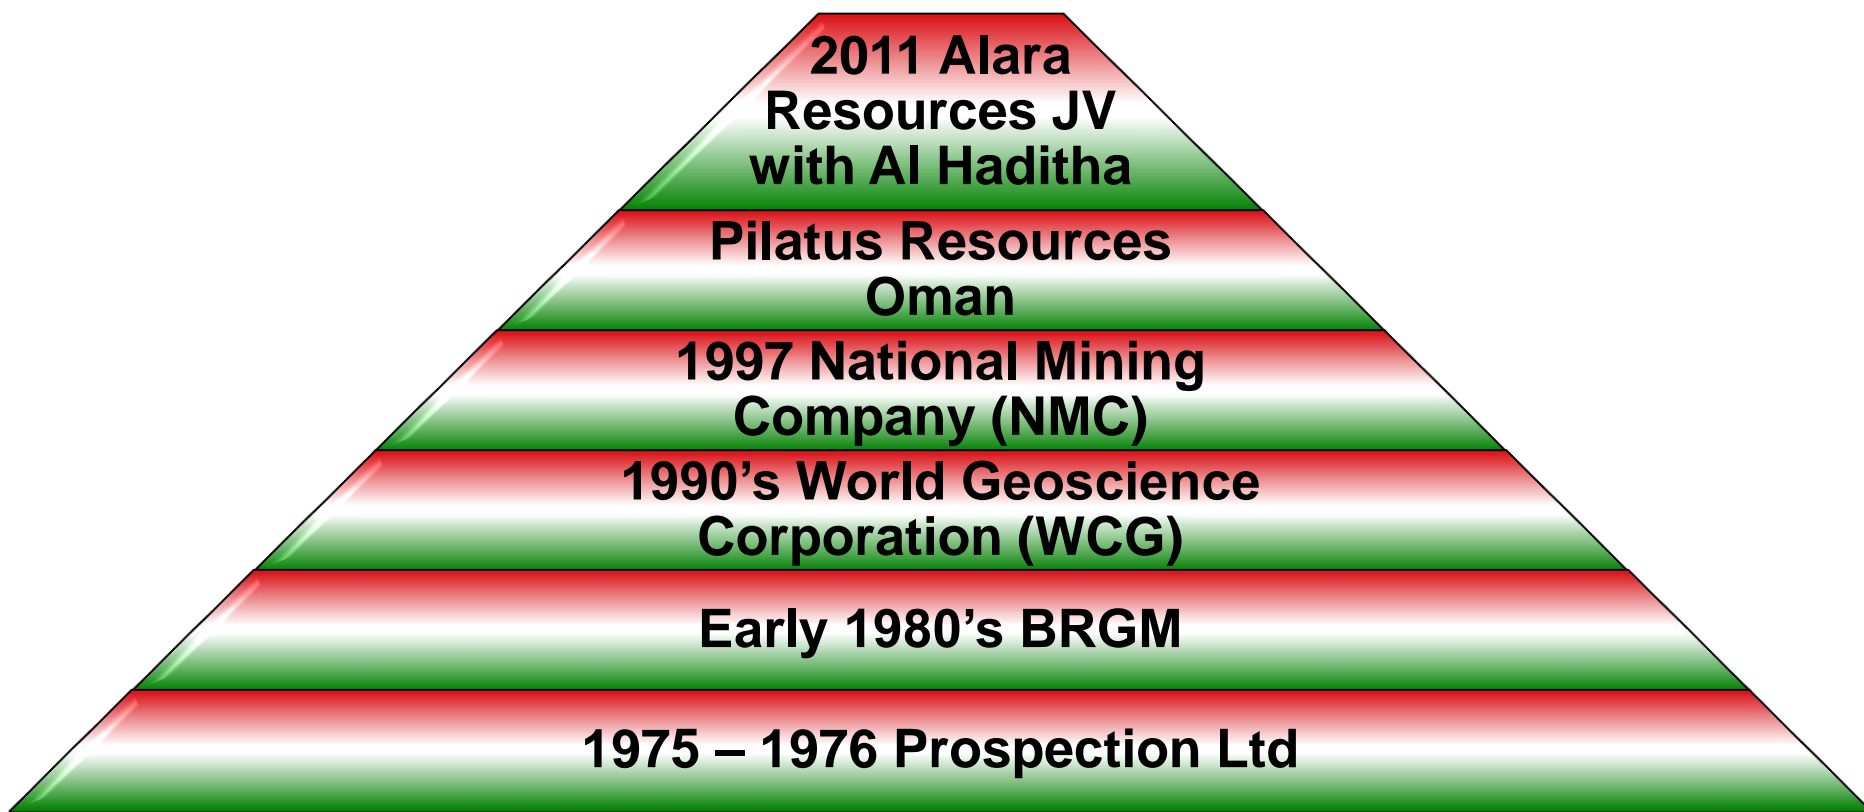 2011 Alara
Resources JV
with Al Haditha
Pilatus Resources
Oman
1997 National Mining
Company (NMC)
1990’s World Geoscience
Corporation (WCG)
Early 1980’s BRGM
1975 – 1976 Prospection Ltd